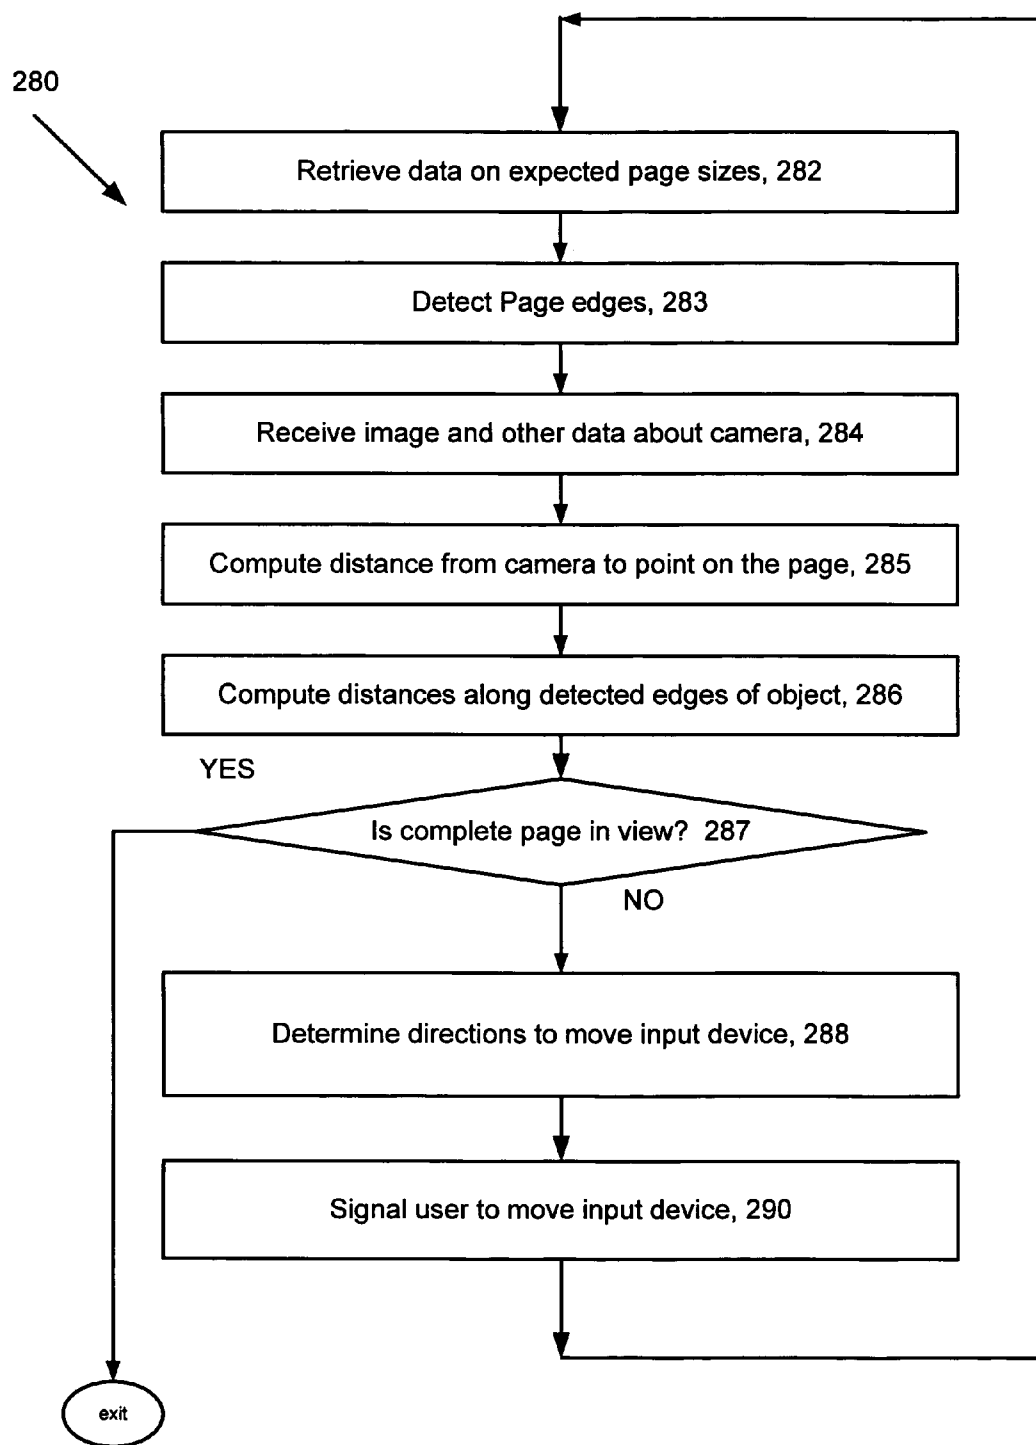 280
Retrieve data on expected page sizes, 282
Detect Page edges, 283
Receive image and other data about camera, 284
Compute distance from camera to point on the page, 285
Compute distances along detected edges of object, 286
YES
Is complete page in view? 287
NO
Determine directions to move input device, 288
Signal user to move input device, 290
exit